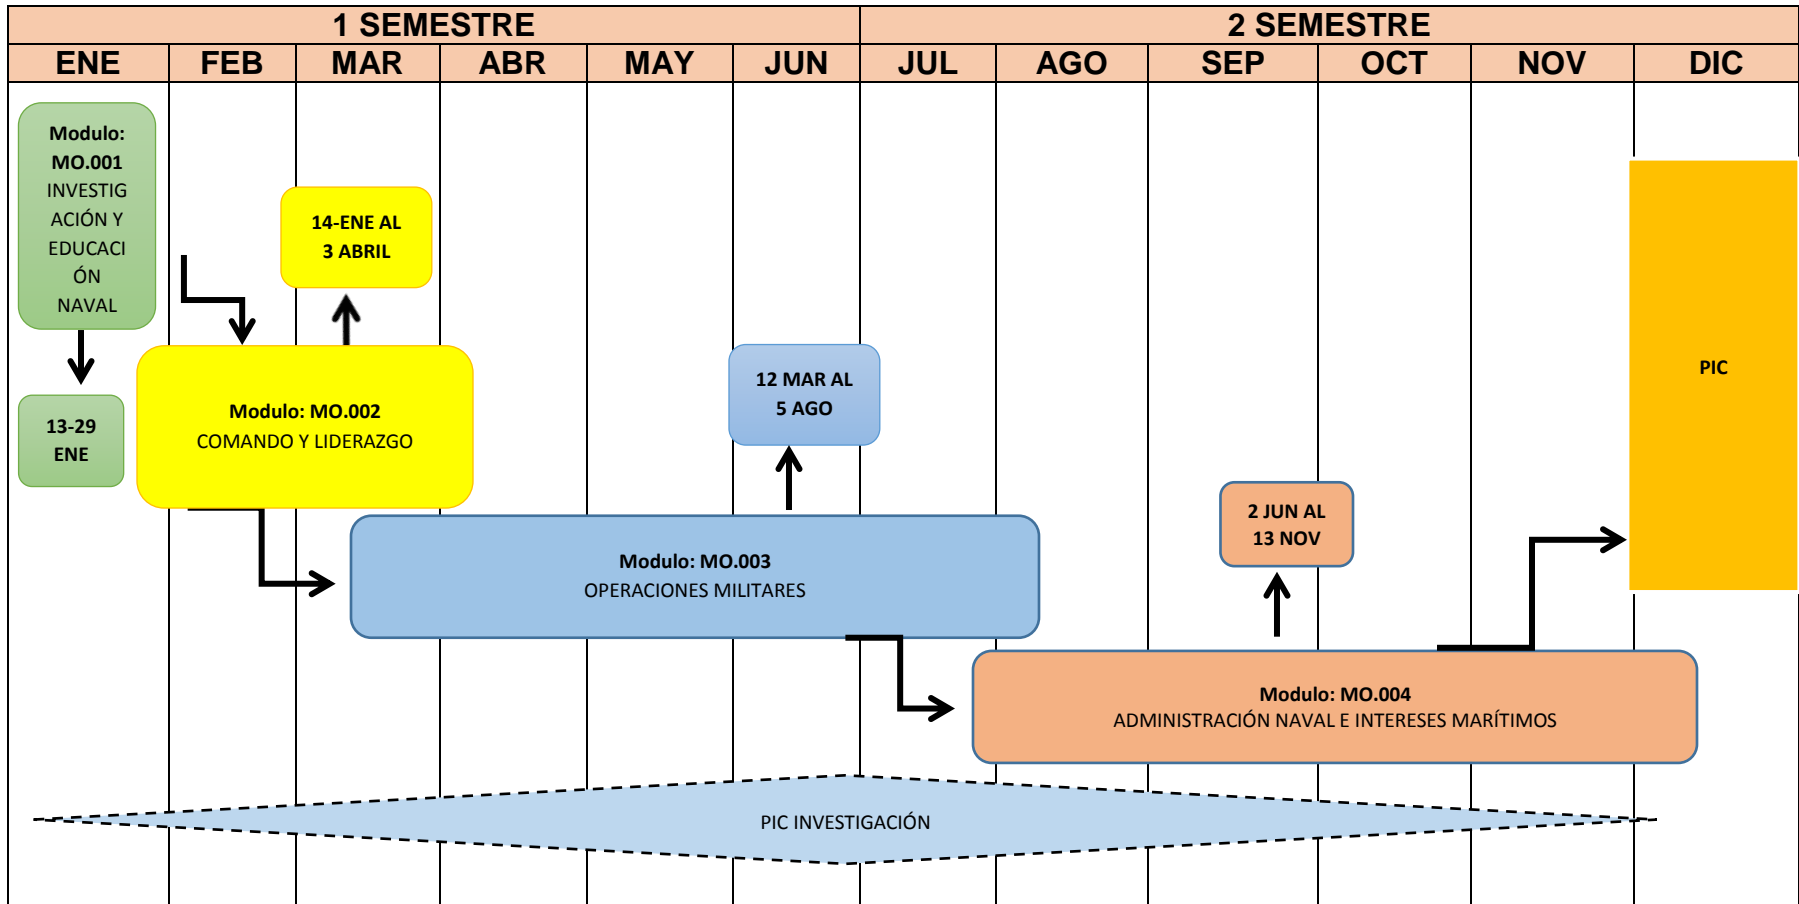 1 SEMESTRE
2 SEMESTRE
ENE
FEB
MAR
ABR
MAY
JUN
JUL
AGO
SEP
OCT
NOV
DIC
Modulo:
MO.001
INVESTIG
ACIÓN Y
EDUCACI
ÓN
NAVAL
13-29
ENE
14-ENE AL
3 ABRIL
Modulo: MO.002
COMANDO Y LIDERAZGO
12 MAR AL
5 AGO
Modulo: MO.003
OPERACIONES MILITARES
2 JUN AL
13 NOV
Modulo: MO.004
ADMINISTRACIÓN NAVAL E INTERESES MARÍTIMOS
PIC
PIC INVESTIGACIÓN